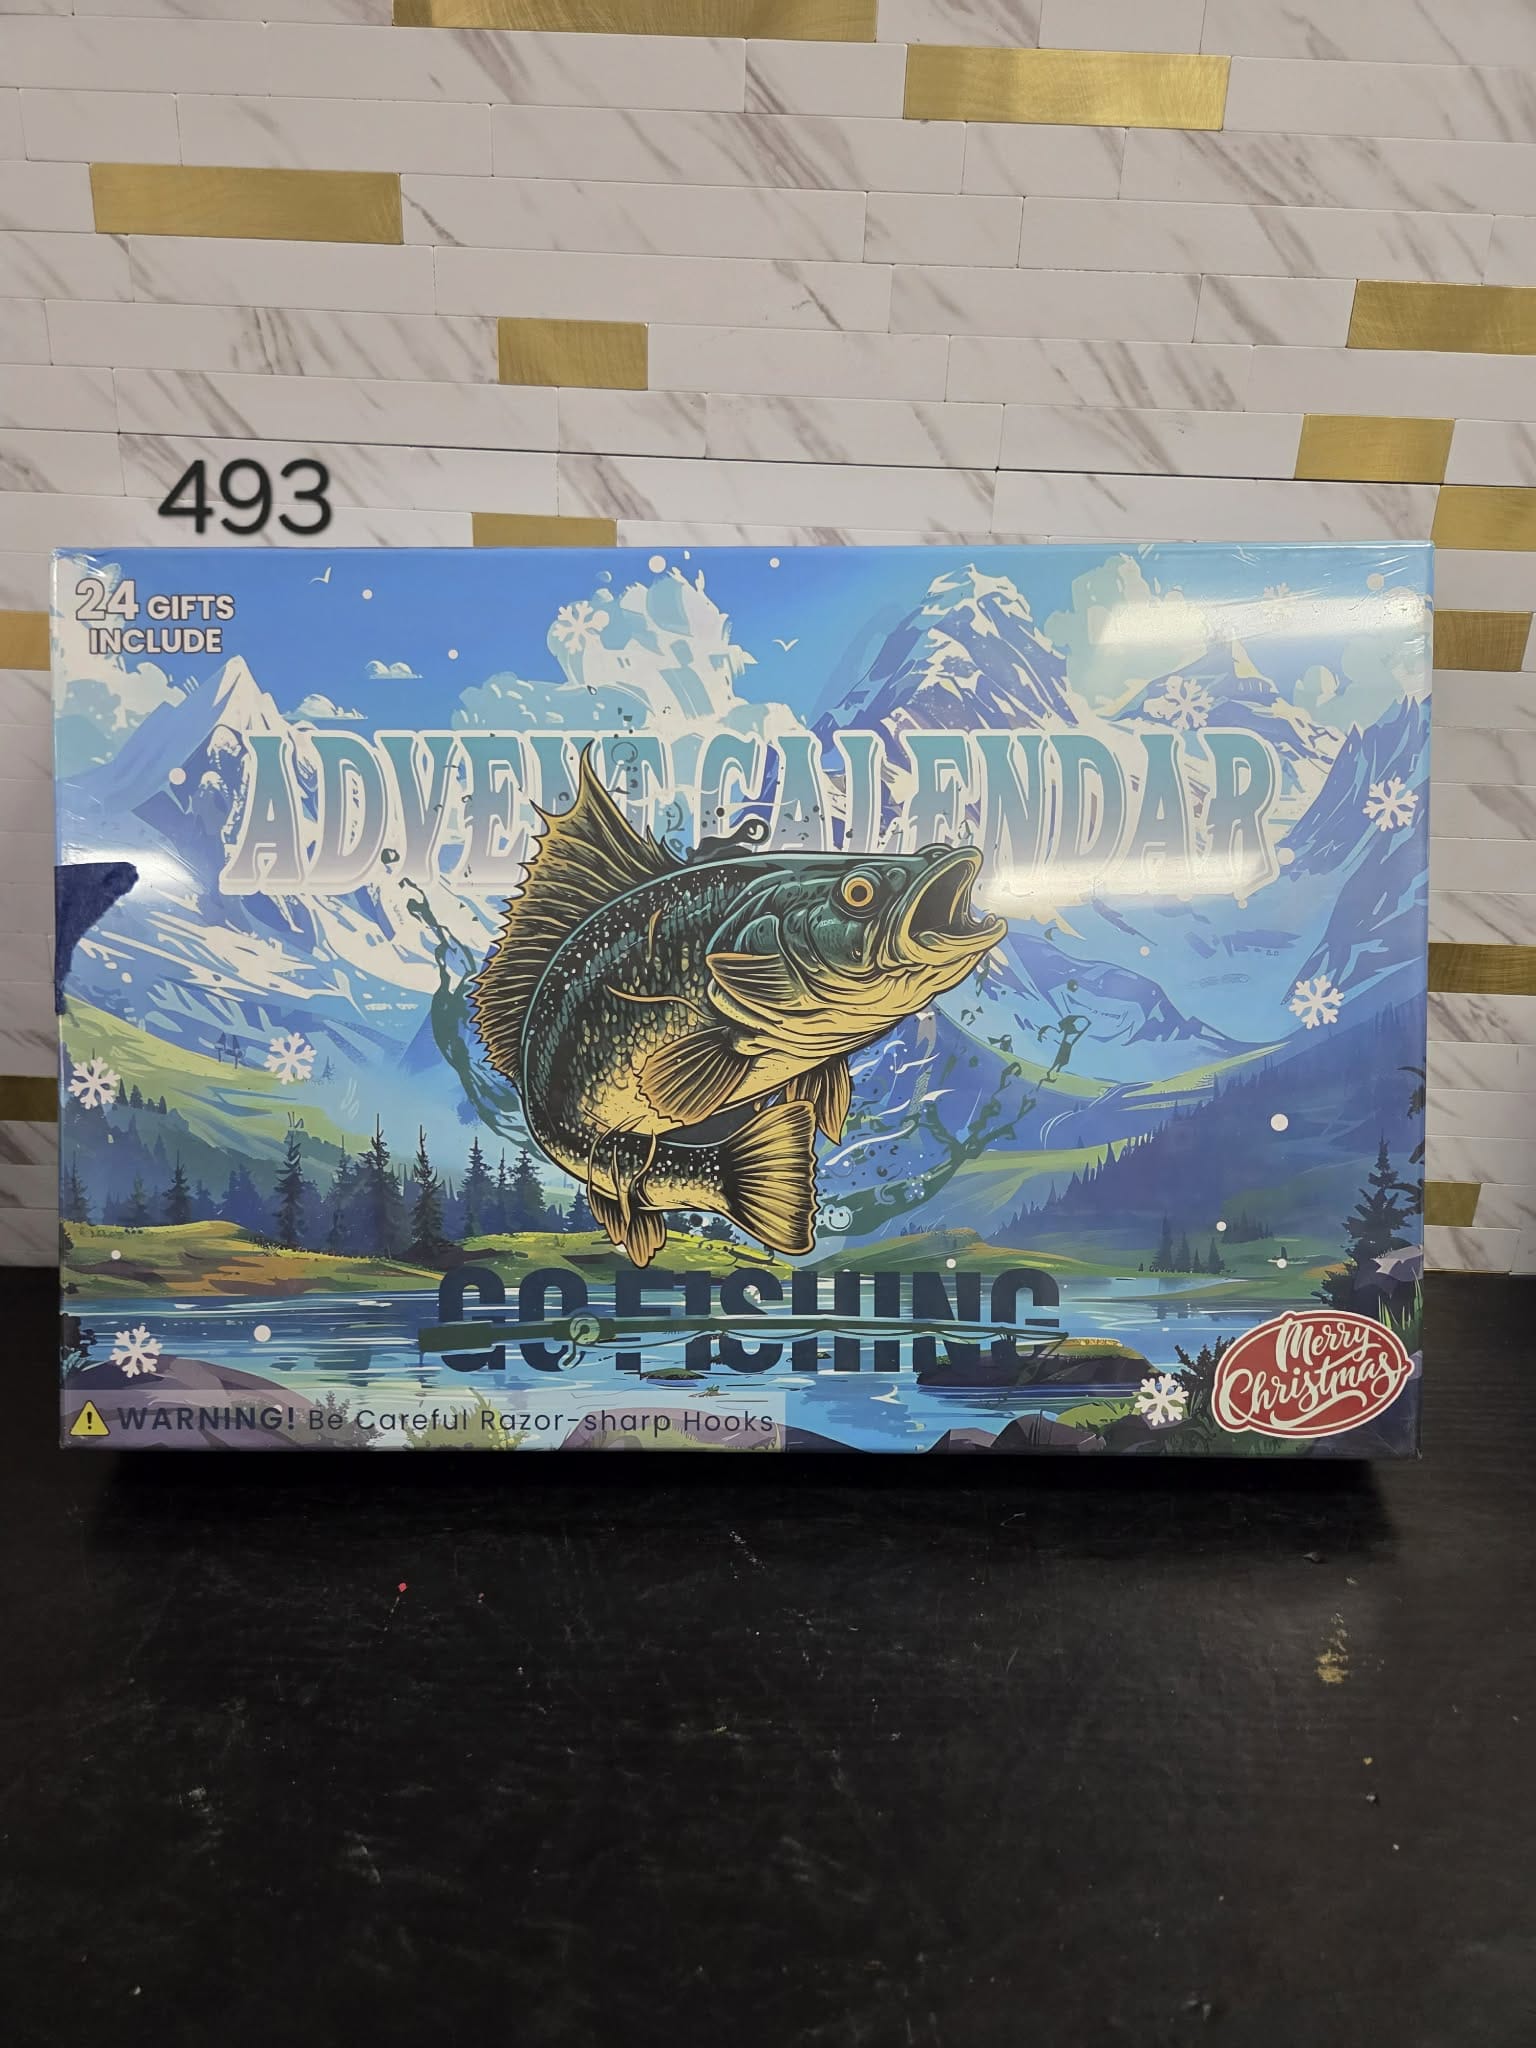 493
24 GIFTS
INCLUDE
ADVENT CALENDAR
GO FISHING
Merry
Christmas
WARNING! Be Careful Razor-sharp Hooks